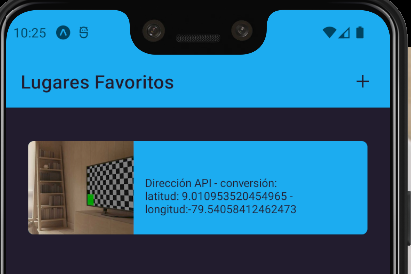 10:25
Lugares Favoritos +
Dirección API - conversión:
latitud: 9.010953520454965 -
longitud:-79.54058412462473